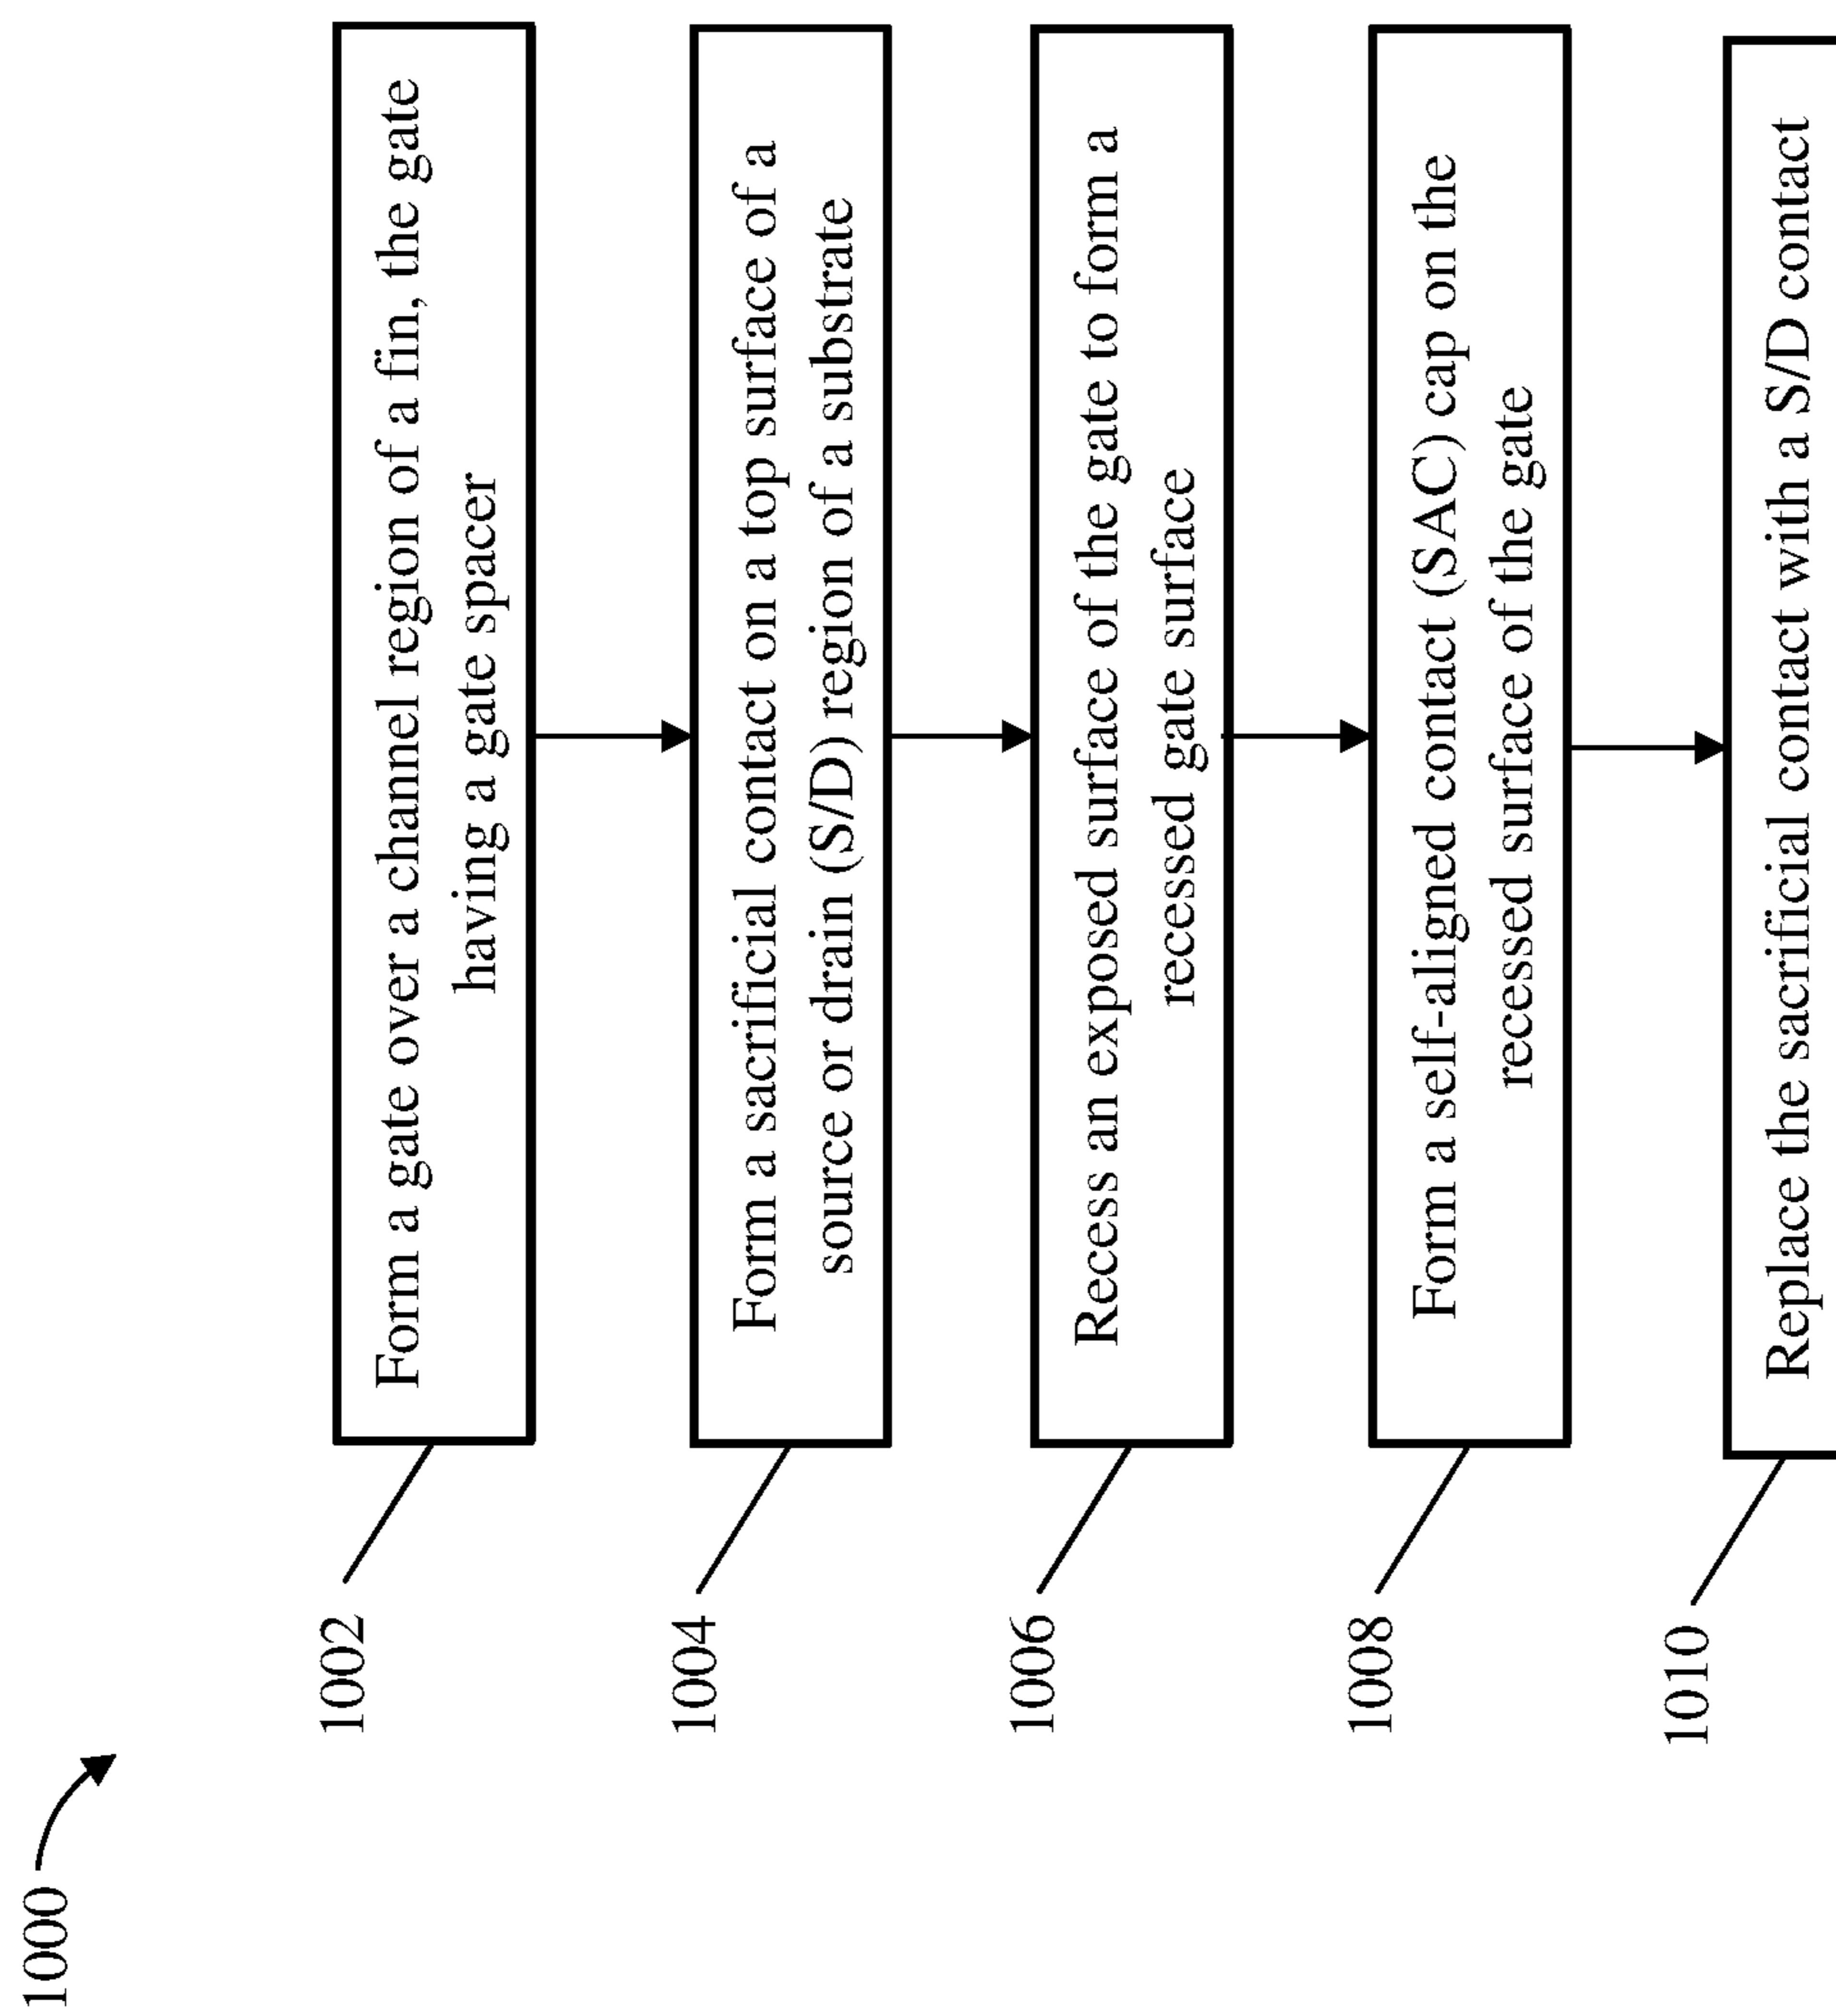 1000
1002
Form a gate over a channel region of a fin, the gate
having a gate spacer
1004
Form a sacrificial contact on a top surface of a
source or drain (S/D) region of a substrate
1006
Recess an exposed surface of the gate to form a
recessed gate surface
1008
Form a self-aligned contact (SAC) cap on the
recessed surface of the gate
1010
Replace the sacrificial contact with a S/D contact